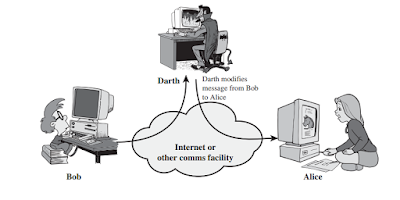 Darth
Darth modifies
message from Bob
to Alice
Internet or
other comms facility
Bob
Alice